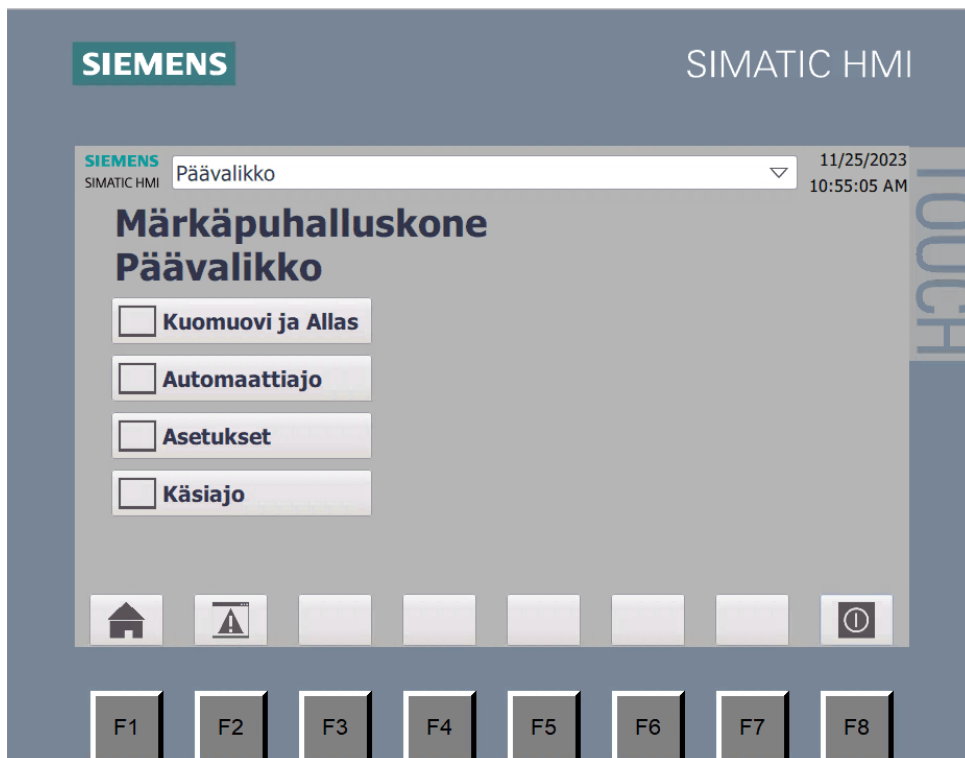 SIEMENS
SIMATIC HMI
SIEMENS
SIMATIC HMI
Päävalikko
11/25/2023
10:55:05 AM
TOUCH
Märkäpuhalluskone
Päävalikko
Kuomuovi ja Allas
Automaattiajo
Asetukset
Käsiajo
F1 F2 F3 F4 F5 F6 F7 F8